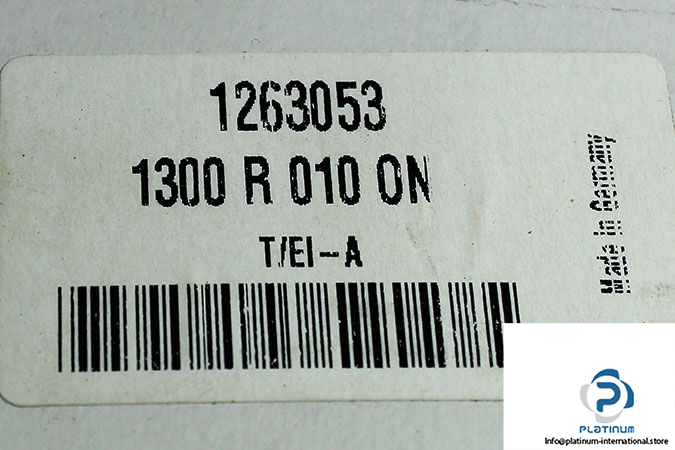 1263053
1300 R 010 ON
T/EI-A
Made in Germany
PLATINUM
Info@platinum-international.store